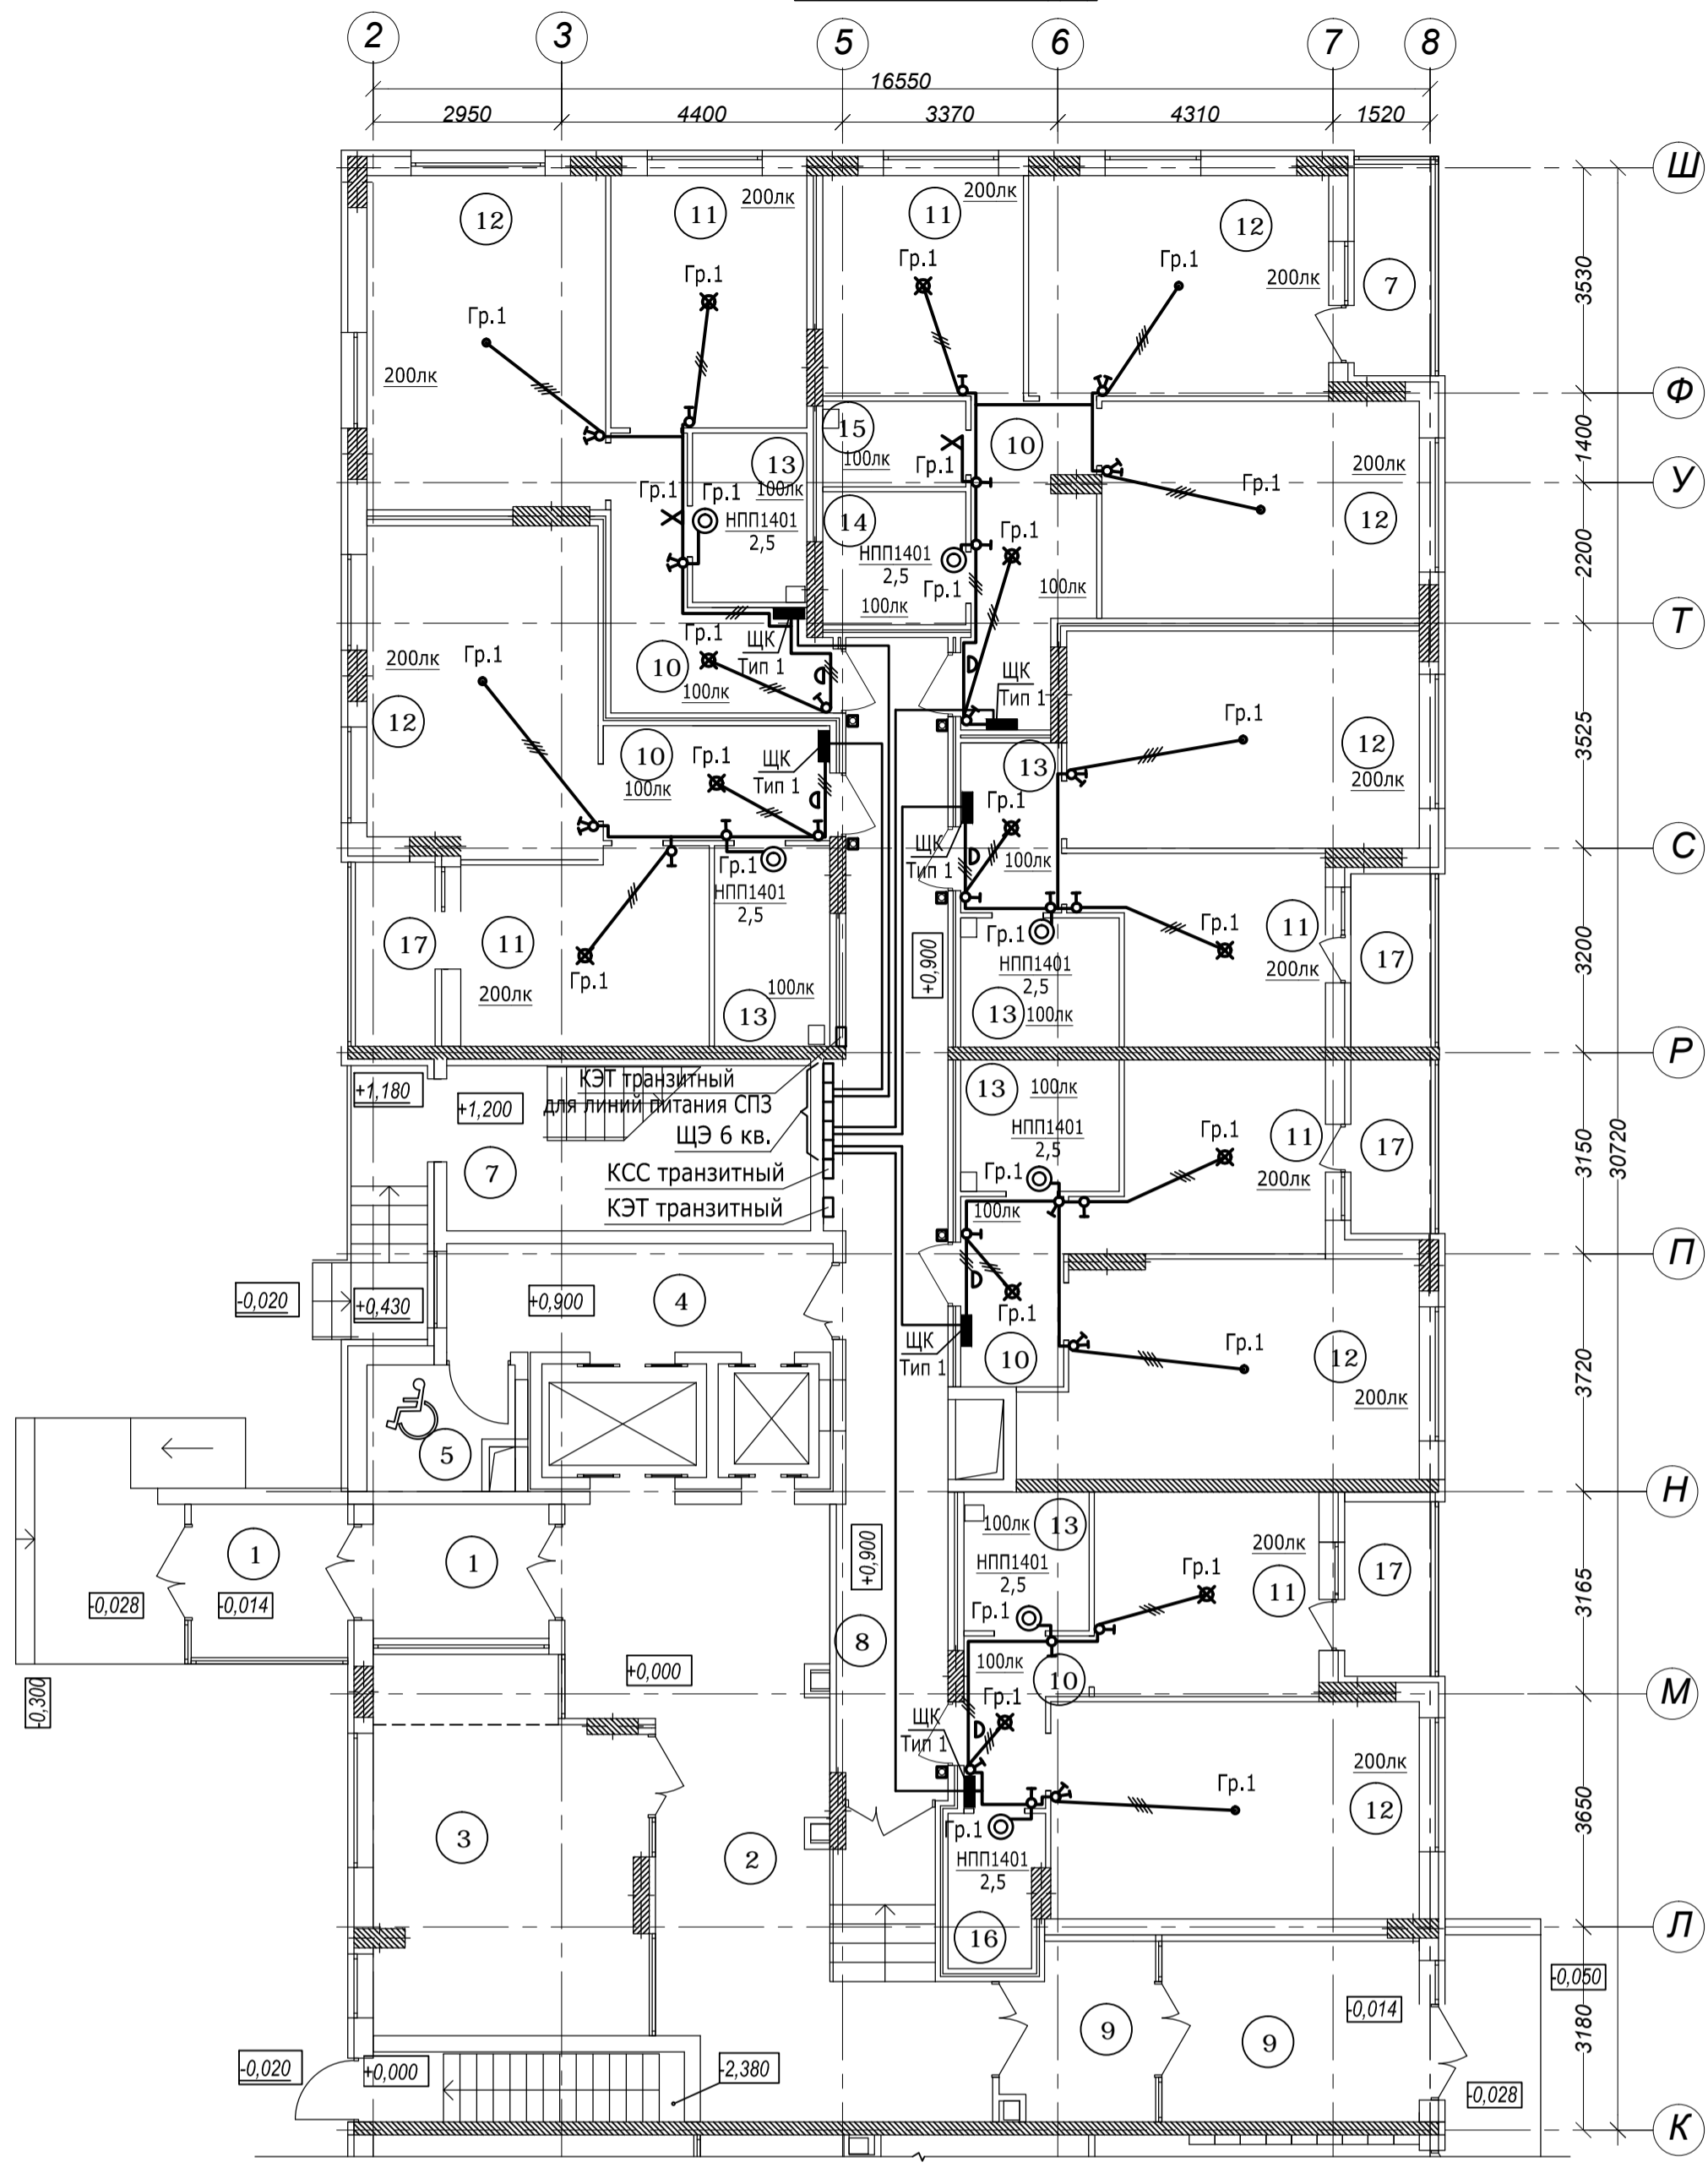 2 3 5 6 7 8
16550
2950 4400 3370 4310 1520
Ш
12 11 200лк 11 200лк 12
Гр.1 Гр.1 Гр.1 200лк 7
3530
Гр.1
200лк
Ф
15 10
13 100лк
1400
Гр.1 200лк
Гр.1 Гр.1 100лк Гр.1 У
НПП1401 14 12
2,5
НПП1401 Гр.1
2,5
Гр.1 100лк
100лк
2200
Т
Гр.1 ЩК
200лк Гр.1 10 Тип 1
100лк
ЩК
Тип 1
12
Гр.1
12
10 Гр.1 ЩК
100лк Тип 1
13
200лк
3525
Гр.1
ЩК 100лк
Тип 1
С
Гр.1
НПП1401
2,5
17 11
Гр.1
200лк
100лк
13
+0,900
Гр.1 Гр.1 11
НПП1401 200лк 17
2,5
13 100лк
3200
Р
+1,180
+1,200
КЭТ транзитный
для линий питания СПЗ
ЩЭ 6 кв.
КСС транзитный
КЭТ транзитный
7
13 100лк
НПП1401 Гр.1 11
2,5 17
Гр.1 200лк
100лк
3150
30720
П
-0,020 +0,430 +0,900 4
Гр.1
ЩК
Тип 1 10
Гр.1 12
200лк
3720
5
Н
1 1
-0,028 -0,014
-0,300
+0,900
8
100лк 13
НПП1401 200лк
2,5 Гр.1 11 17
Гр.1
3165
+0,000
100лк 10
М
Гр.1
ЩК
Тип 1
200лк
Гр.1 12
3650
3 2
Гр.1
НПП1401
2,5
16
Л
9 9
-0,014 -0,050
3180
-0,020 +0,000 -2,380
-0,028
К